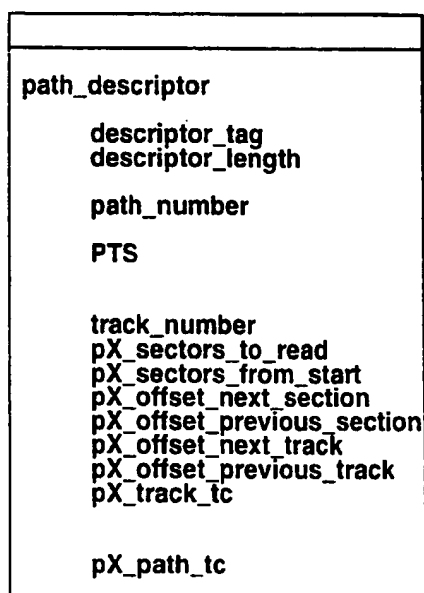 path_descriptor
descriptor_tag
descriptor_length
path_number
PTS
track_number
pX_sectors_to_read
pX_sectors_from_start
pX_offset_next_section
pX_offset_previous_section
pX_offset_next_track
pX_offset_previous_track
pX_track_tc
pX_path_tc